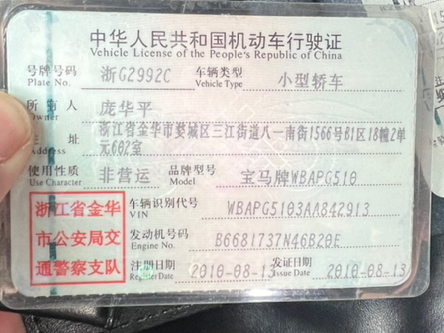 中华人民共和国机动车行驶证
Vehicle License of the People's Republic of China
号牌号码 Plate No. 浙G2992C 车辆类型 Vehicle Type 小型轿车
所有人 Owner 庞华平
住址 Address 浙江省金华市婺城区三江街道八一南街1566号B1区18幢2单
元602室
使用性质 Use Character 非营运 品牌型号 Model 宝马牌WBAPG510
浙江省金华
市公安局交
通警察支队
车辆识别代号 VIN WBAPG5103AA842913
发动机号码 Engine No. B6681737N46B20E
注册日期 Register Date 2010-08-13 发证日期 Issue Date 2010-08-13